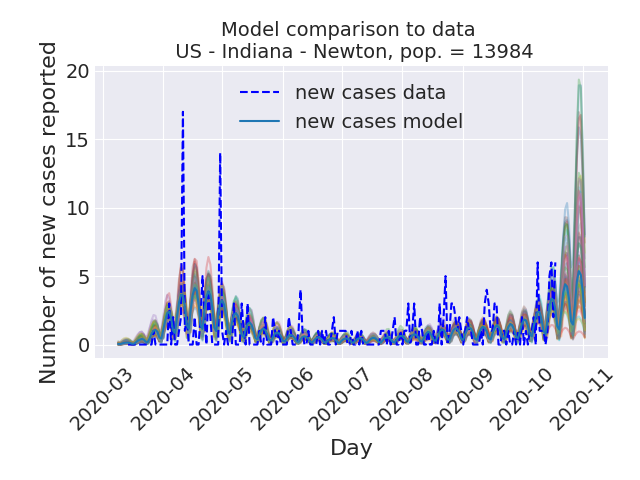 Model comparison to data
US - Indiana - Newton, pop. = 13984
Number of new cases reported
20
15
10
5
0
new cases data
new cases model
2020-03
2020-04
2020-05
2020-06
2020-07
2020-08
2020-09
2020-10
2020-11
Day